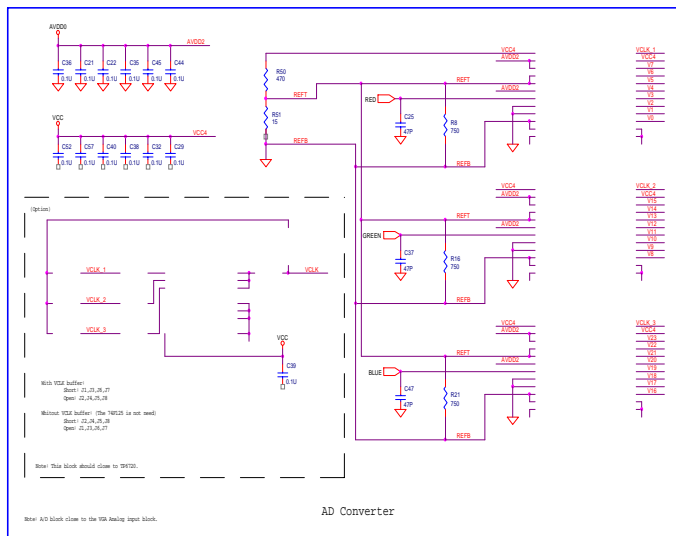 AVDD0
AVDD2
C36 C21 C22 C35 C45 C44
0.1U 0.1U 0.1U 0.1U 0.1U 0.1U
VCC
VCC4
C52 C57 C40 C38 C32 C29
0.1U 0.1U 0.1U 0.1U 0.1U 0.1U
R50
470
REFT
R51
15
REFB
VCC4
AVDD2
REFT
AVDD2
RED
C25
47P
R8
750
REFB
VCLK_1
VCC4
V7
V6
V5
V4
V3
V2
V1
V0
VCC4
AVDD2
REFT
AVDD2
GREEN
C37
47P
R16
750
REFB
VCLK_2
VCC4
V15
V14
V13
V12
V11
V10
V9
V8
VCC4
AVDD2
REFT
AVDD2
BLUE
C47
47P
R21
750
REFB
VCLK_3
VCC4
V23
V22
V21
V20
V19
V18
V17
V16
(Option)
VCLK_1
VCLK
VCLK_2
VCLK_3
VCC
C39
0.1U
With VCLK buffer:
Short: J1,J3,J6,J7
Open: J2,J4,J5,J8
Whitout VCLK buffer: (The 74F125 is not need)
Short: J2,J4,J5,J8
Open: J1,J3,J6,J7
Note: This block should close to TP6720.
Note: A/D block close to the VGA Analog input block.
AD Converter